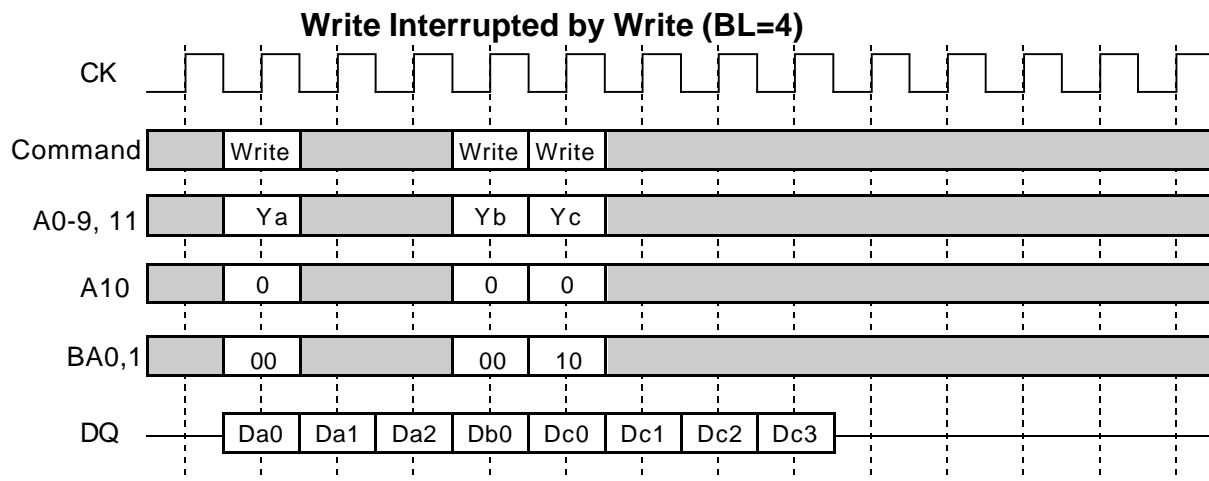 Write Interrupted by Write (BL=4)
CK
Command Write Write Write
A0-9, 11 Ya Yb Yc
A10 0 0 0
BA0,1 00 00 10
DQ Da0 Da1 Da2 Db0 Dc0 Dc1 Dc2 Dc3